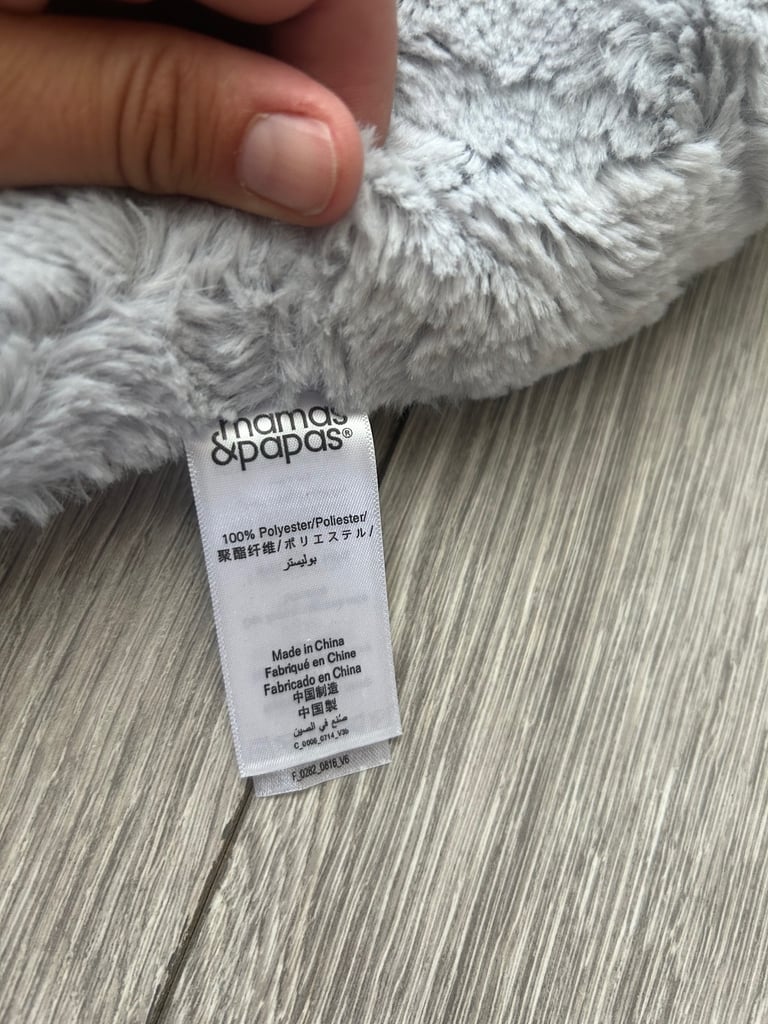 mamas
&papas®
100% Polyester/Poliester/
聚酯纤维/ポリエステル/
بوليستر
Made in China
Fabriqué en Chine
Fabricado en China
中国制造
中国製
صنع في الصين
C_0006_0714_V3b
F_0262_0816_V6